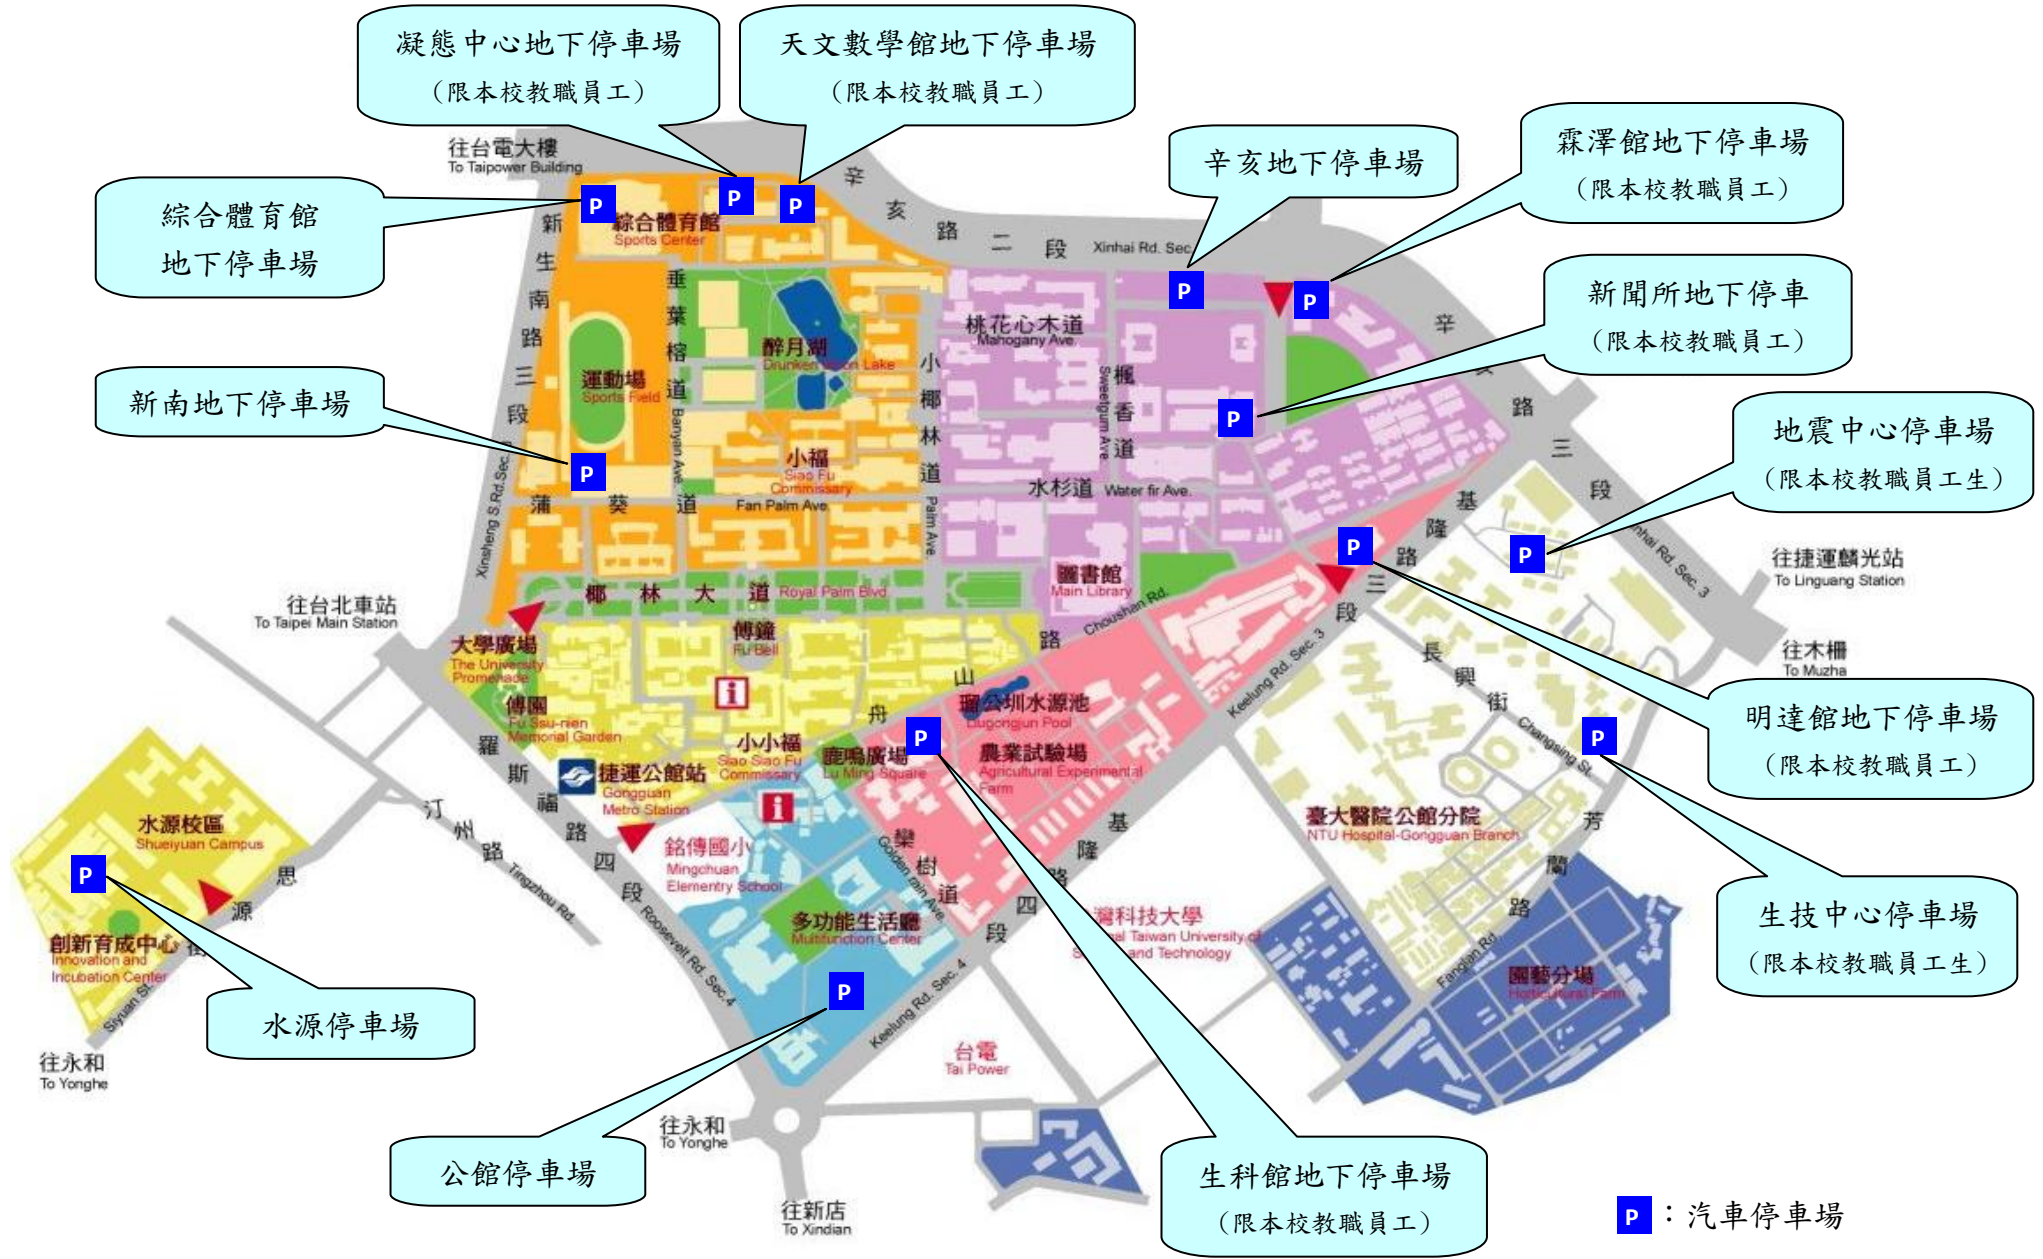 凝態中心地下停車場
（限本校教職員工）
天文數學館地下停車場
（限本校教職員工）
辛亥地下停車場
霖澤館地下停車場
（限本校教職員工）
綜合體育館
地下停車場
新聞所地下停車
（限本校教職員工）
新南地下停車場
地震中心停車場
（限本校教職員工生）
明達館地下停車場
（限本校教職員工）
生技中心停車場
（限本校教職員工生）
水源停車場
公館停車場
生科館地下停車場
（限本校教職員工）
P：汽車停車場
往台電大樓
To Taipower Building
辛亥路二段
Xinhai Rd. Sec.
綜合體育館
Sports Center
新生南路三段
Xinsheng S.Rd.Sec.
垂葉榕道
Banyan Ave.
醉月湖
Drunken Moon Lake
運動場
Sports Field
小椰林道
Palm Ave.
桃花心木道
Mahogany Ave.
楓香道
Sweetgum Ave.
小福
Siao Fu
Commissary
水杉道 Water fir Ave.
蒲葵道 Fan Palm Ave.
椰林大道 Royal Palm Blvd.
圖書館
Main Library
舟山路
Choushan Rd.
基隆路三段
Keelung Rd. Sec. 3
路三段
nhai Rd. Sec. 3
往捷運麟光站
To Linguang Station
往木柵
To Muzha
往台北車站
To Taipei Main Station
大學廣場
The University
Promenade
傅鐘
Fu Bell
傅園
Fu Ssu-nien
Memorial Garden
小小福
Siao Siao Fu
Commissary
捷運公館站
Gongguan
Metro Station
鹿鳴廣場
Lu Ming Square
瑠公圳水源池
Liugongjun Pool
農業試驗場
Agricultural Experimental
Farm
長興街
Changsing St.
芳蘭路
Fanglan Rd.
臺大醫院公館分院
NTU Hospital-Gongguan Branch
園藝分場
Horticultural Farm
灣科技大學
nal Taiwan University of
and Technology
基隆路四段
Keelung Rd. Sec. 4
欒樹道
Golden rain Ave.
多功能生活廳
Multifunction Center
銘傳國小
Mingchuan
Elementry School
羅斯福路四段
Roosevelt Rd. Sec.4
汀州路
Tingzhou Rd.
水源校區
Shueiyuan Campus
創新育成中心
Innovation and
Incubation Center
思源街
Siyuan St.
往永和
To Yonghe
往永和
To Yonghe
往新店
To Xindian
台電
Tai Power